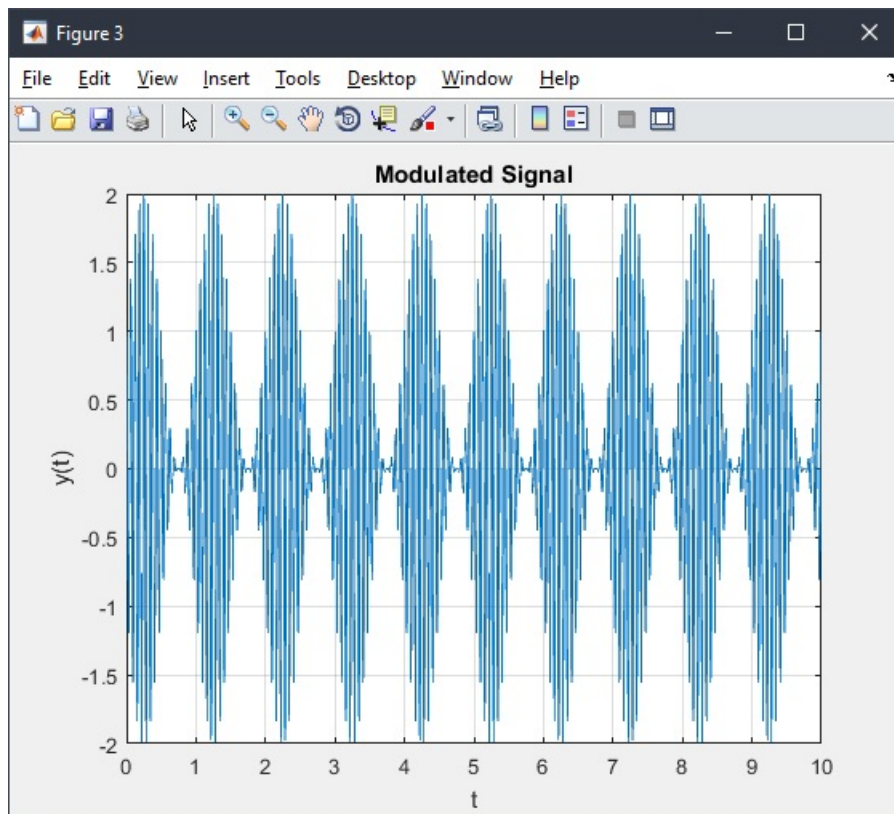 Figure 3
File Edit View Insert Tools Desktop Window Help
Modulated Signal
2
1.5
1
0.5
0
-0.5
-1
-1.5
-2
y(t)
0 1 2 3 4 5 6 7 8 9 10
t